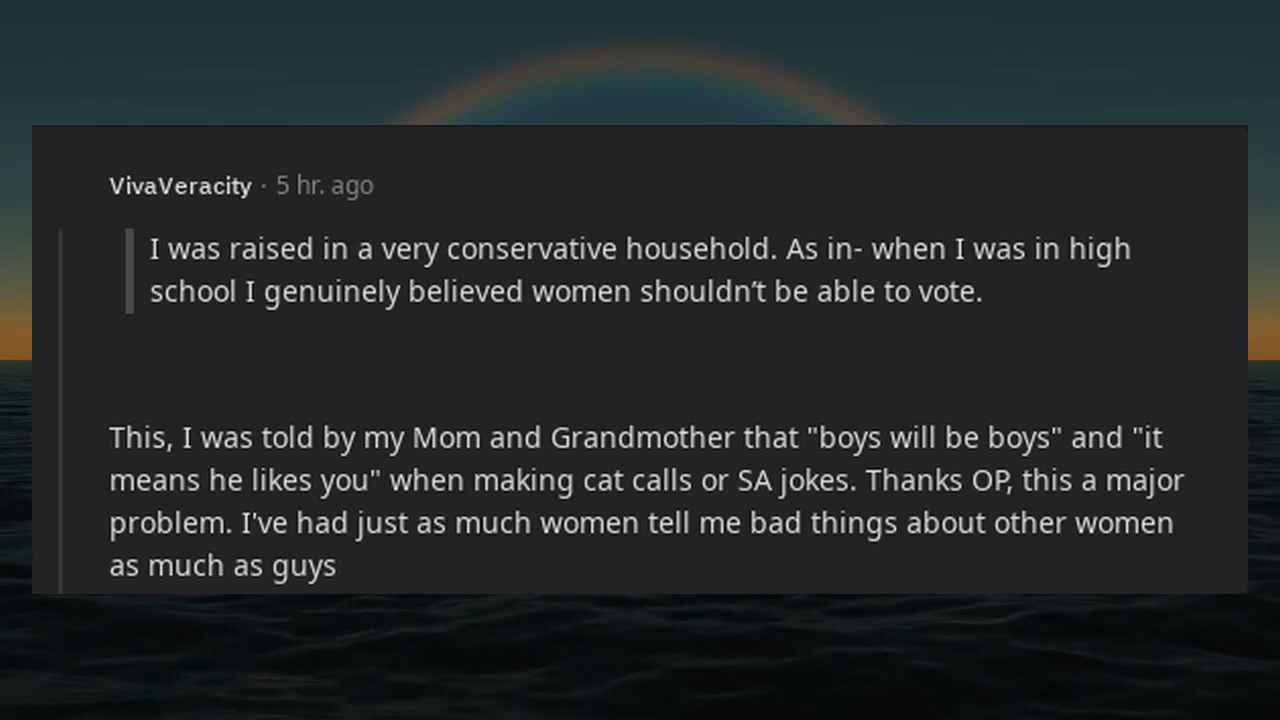 VivaVeracity · 5 hr. ago
I was raised in a very conservative household. As in- when I was in high
school I genuinely believed women shouldn’t be able to vote.
This, I was told by my Mom and Grandmother that "boys will be boys" and "it
means he likes you" when making cat calls or SA jokes. Thanks OP, this a major
problem. I've had just as much women tell me bad things about other women
as much as guys